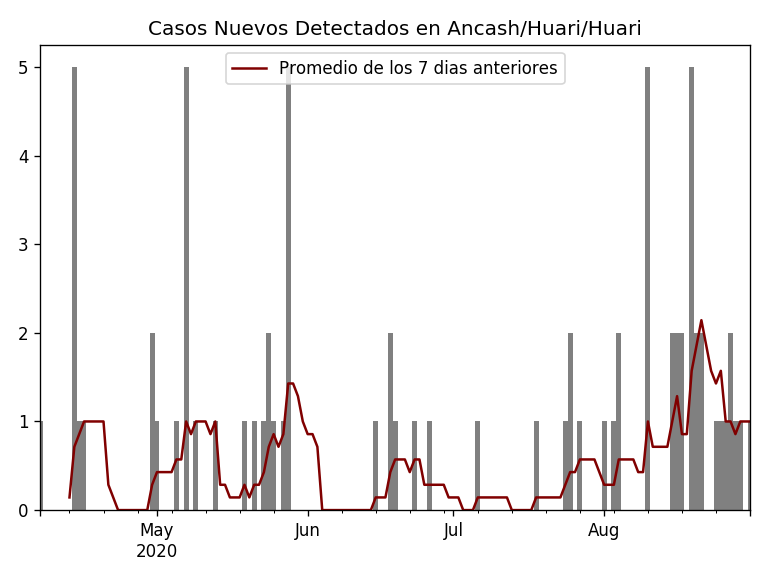 Casos Nuevos Detectados en Ancash/Huari/Huari
Promedio de los 7 dias anteriores
5
4
3
2
1
0
May Jun Jul Aug
2020